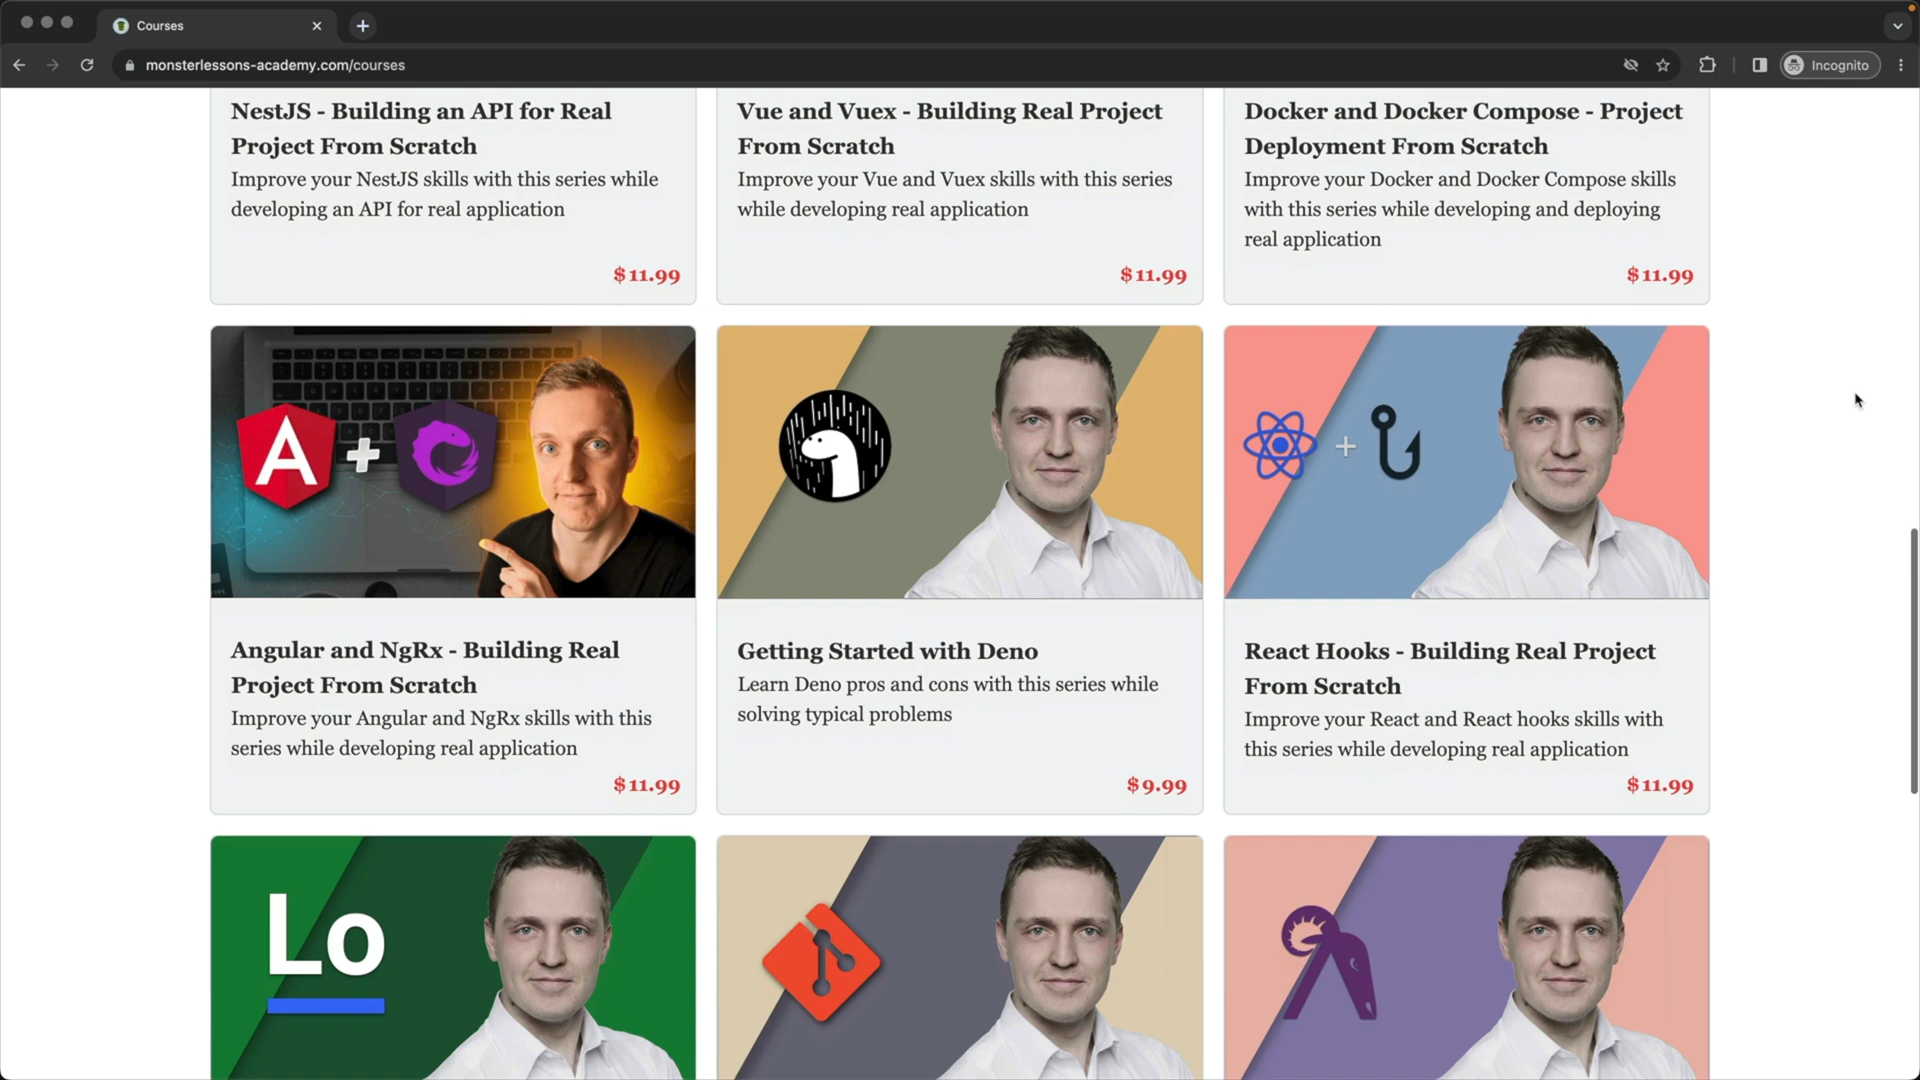 Courses
monsterlessons-academy.com/courses
Incognito
NestJS - Building an API for Real
Project From Scratch
Improve your NestJS skills with this series while
developing an API for real application
$11.99
Vue and Vuex - Building Real Project
From Scratch
Improve your Vue and Vuex skills with this series
while developing real application
$11.99
Docker and Docker Compose - Project
Deployment From Scratch
Improve your Docker and Docker Compose skills
with this series while developing and deploying
real application
$11.99
Angular and NgRx - Building Real
Project From Scratch
Improve your Angular and NgRx skills with this
series while developing real application
$11.99
Getting Started with Deno
Learn Deno pros and cons with this series while
solving typical problems
$9.99
React Hooks - Building Real Project
From Scratch
Improve your React and React hooks skills with
this series while developing real application
$11.99
Lo